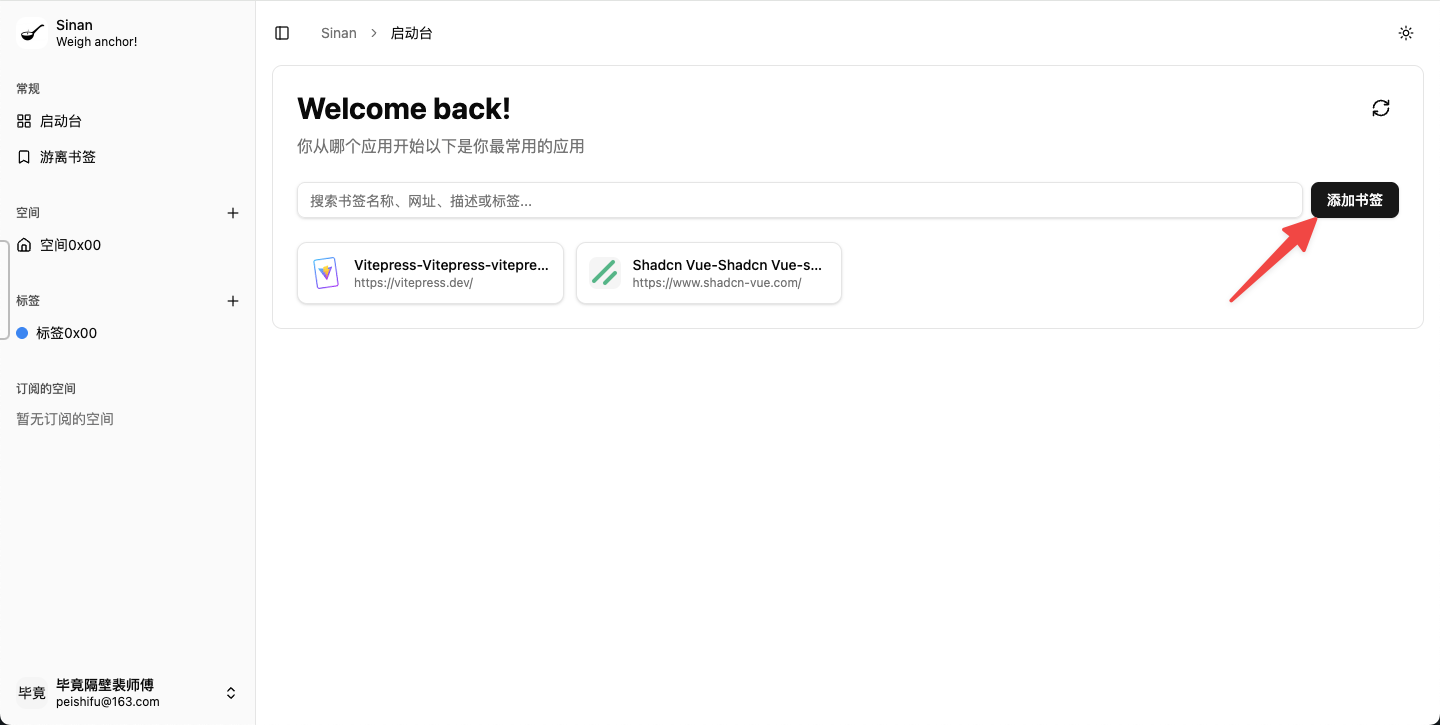 Sinan
Weigh anchor!
常规
启动台
游离书签
空间
空间0x00
标签
标签0x00
订阅的空间
暂无订阅的空间
毕竟
毕竟隔壁裴师傅
peishifu@163.com
Sinan
启动台
Welcome back!
你从哪个应用开始以下是你最常用的应用
搜索书签名称、网址、描述或标签...
添加书签
Vitepress-Vitepress-vitepre...
https://vitepress.dev/
Shadcn Vue-Shadcn Vue-s...
https://www.shadcn-vue.com/